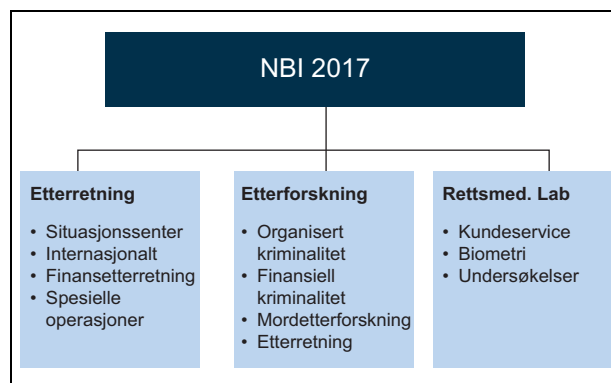 NBI 2017
Etterretning
• Situasjonssenter
• Internasjonalt
• Finansetterretning
• Spesielle
operasjoner
Etterforskning
• Organisert
kriminalitet
• Finansiell
kriminalitet
• Mordetterforskning
• Etterretning
Rettsmed. Lab
• Kundeservice
• Biometri
• Undersøkelser